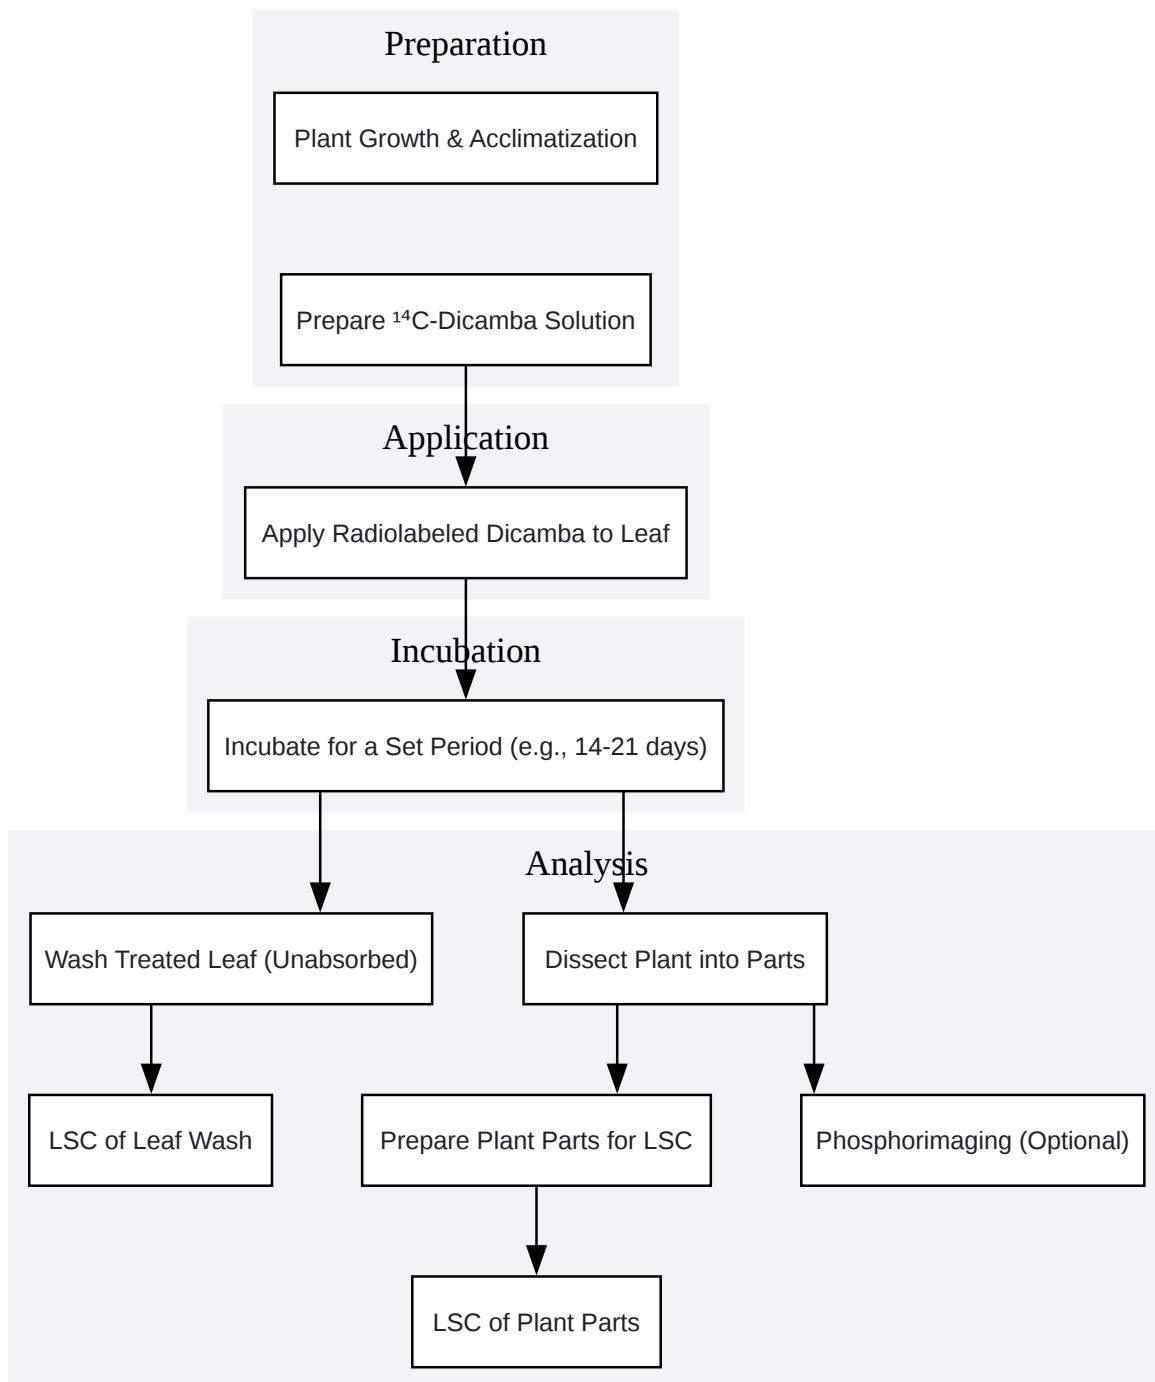 Preparation
Plant Growth & Acclimatization
Prepare ¹⁴C-Dicamba Solution
Application
Apply Radiolabeled Dicamba to Leaf
Incubation
Incubate for a Set Period (e.g., 14-21 days)
Analysis
Wash Treated Leaf (Unabsorbed)
Dissect Plant into Parts
LSC of Leaf Wash
Prepare Plant Parts for LSC
Phosphorimaging (Optional)
LSC of Plant Parts